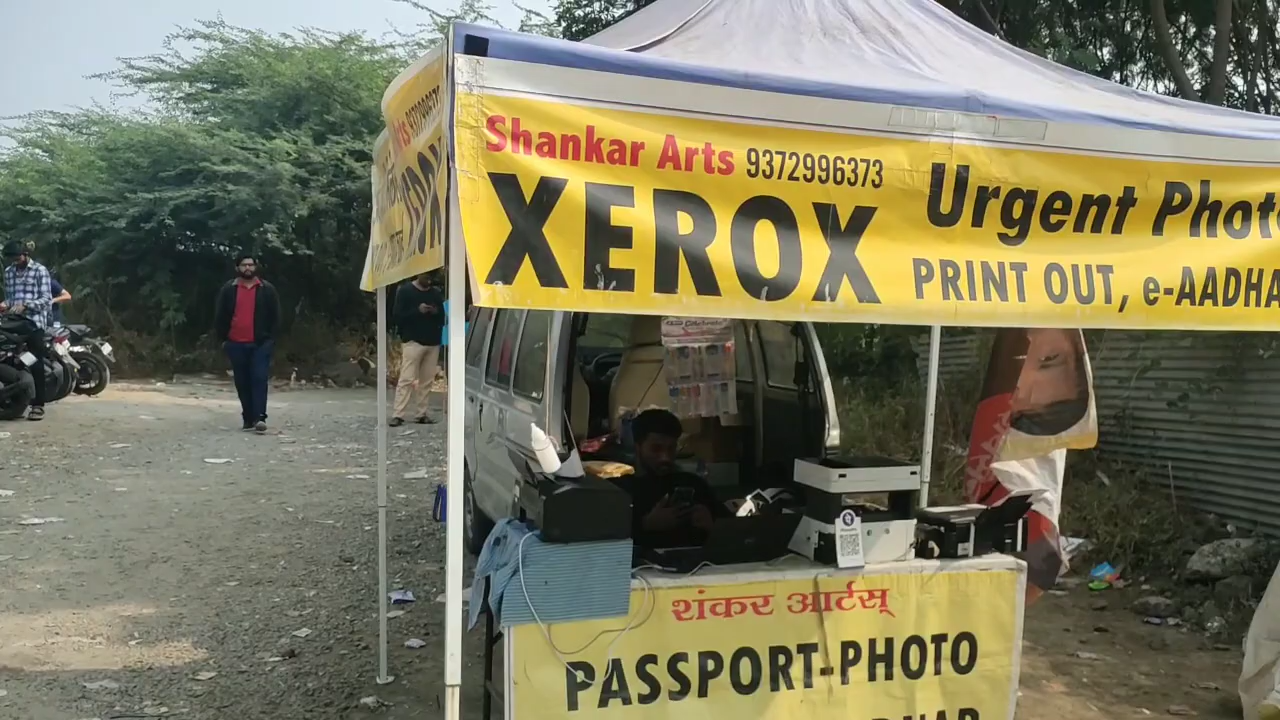 Shankar Arts 9372996373
XEROX
Urgent Phot
PRINT OUT, e-AADHA
शंकर आर्टस्
PASSPORT-PHOTO